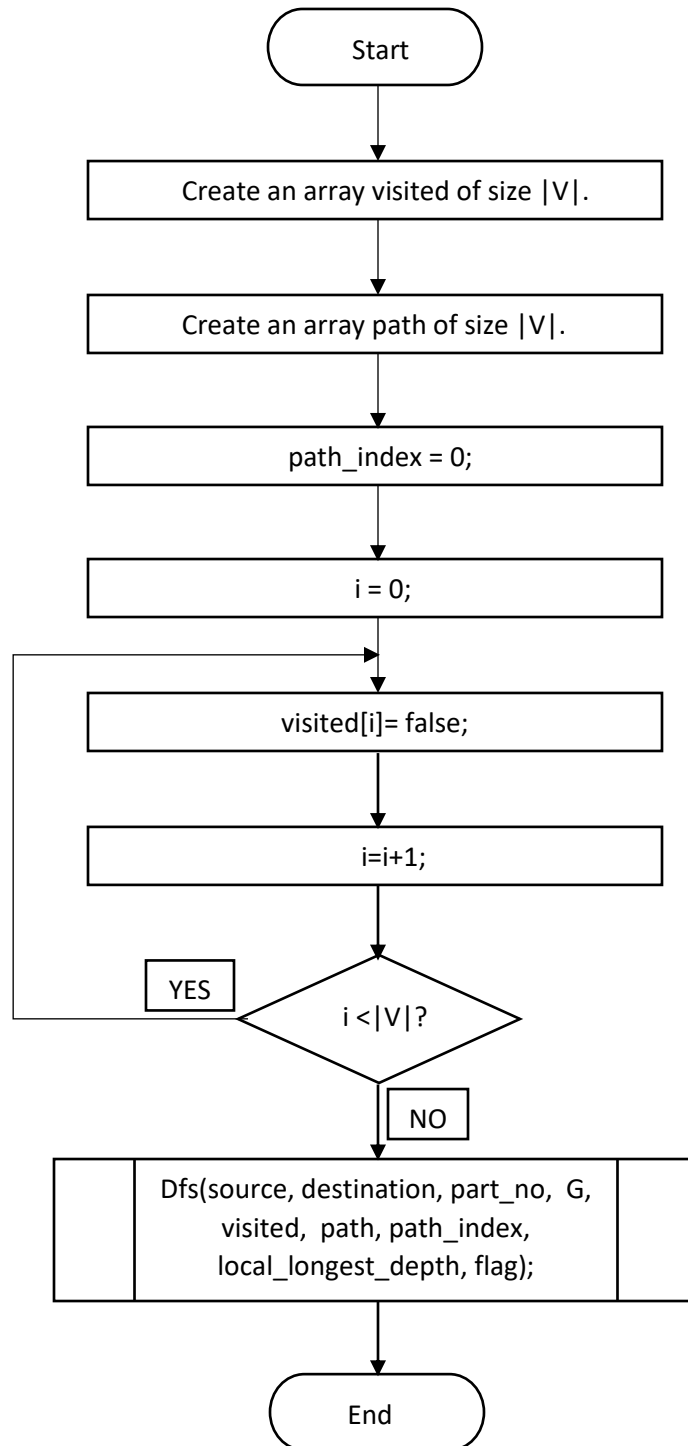 Start
Create an array visited of size |V|.
Create an array path of size |V|.
path_index = 0;
i = 0;
visited[i]= false;
i=i+1;
YES
i <|V|?
NO
Dfs(source, destination, part_no, G,
visited, path, path_index,
local_longest_depth, flag);
End